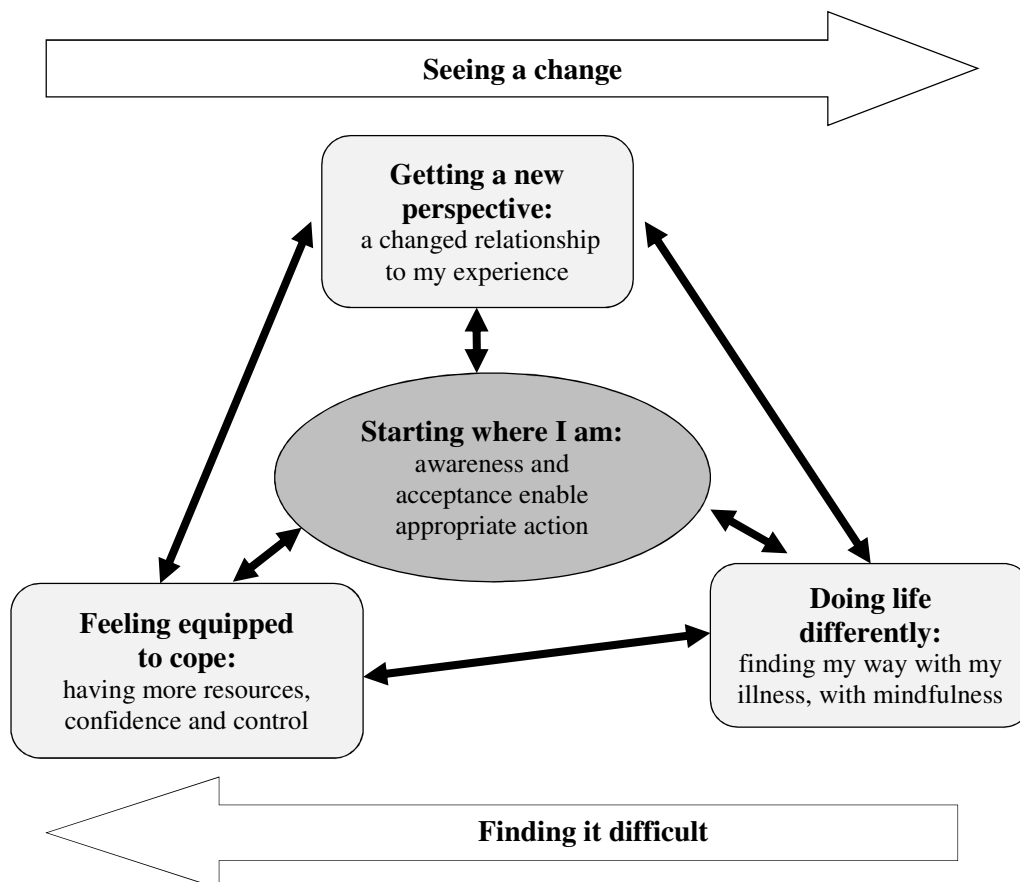 Seeing a change
Getting a new
perspective:
a changed relationship
to my experience
Starting where I am:
awareness and
acceptance enable
appropriate action
Feeling equipped
to cope:
having more resources,
confidence and control
Doing life
differently:
finding my way with my
illness, with mindfulness
Finding it difficult